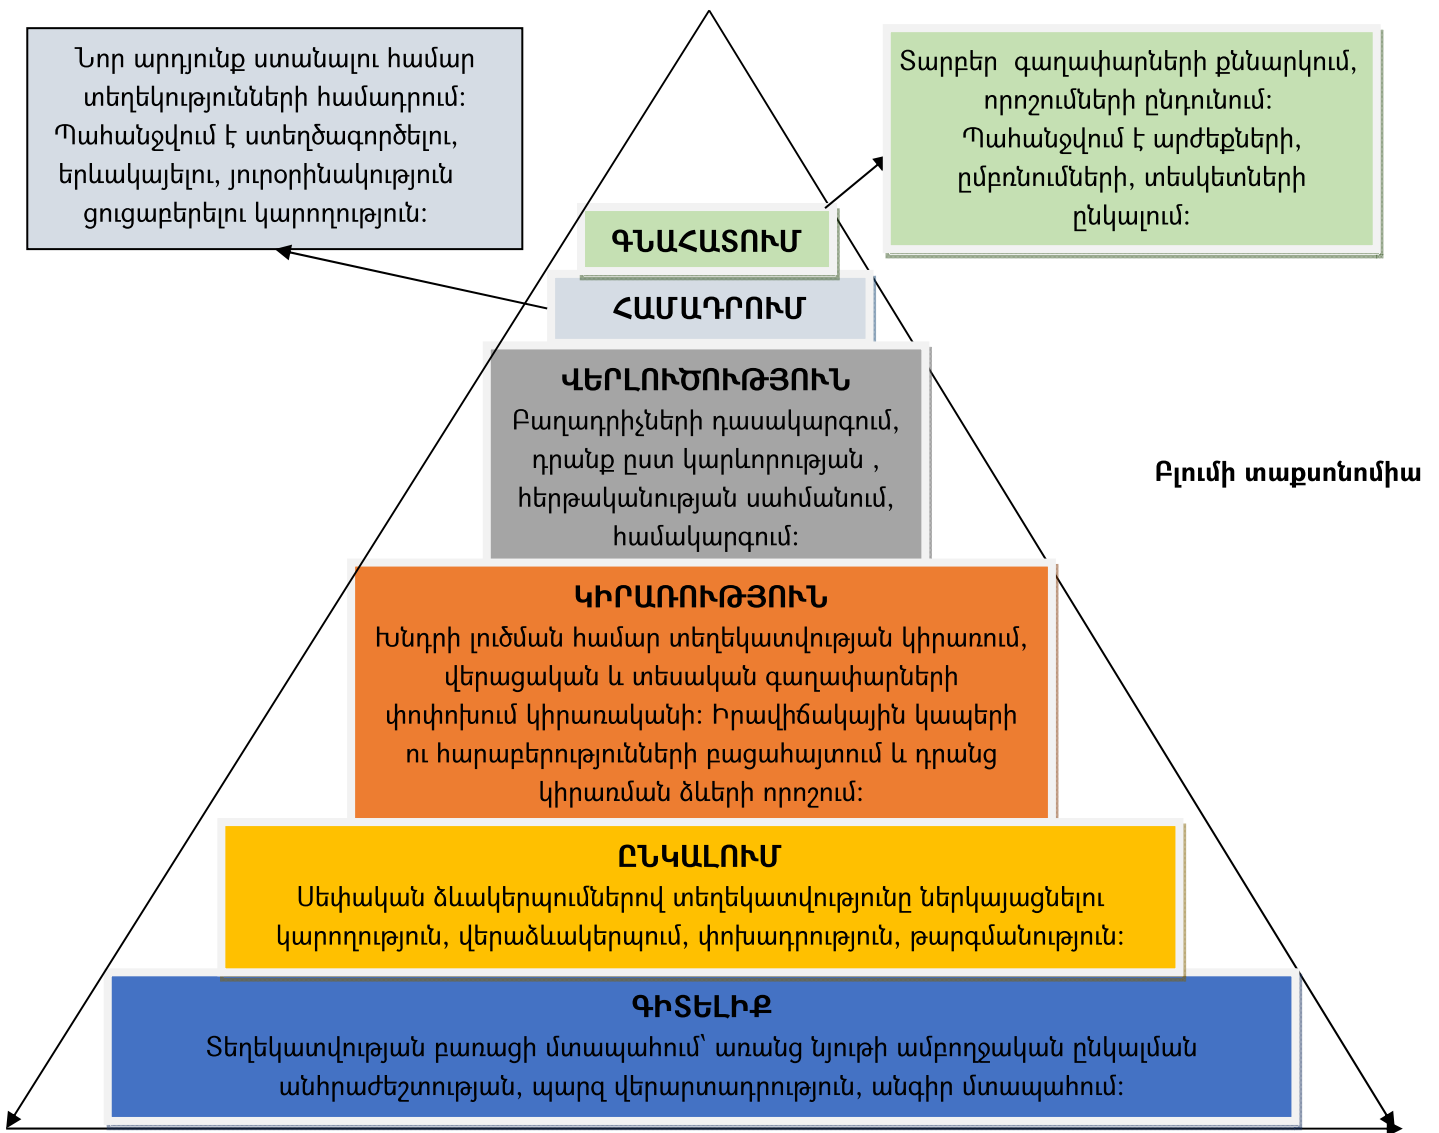 Նոր արդյունք ստանալու համար
տեղեկությունների համադրում:
Պահանջվում է ստեղծագործելու,
երևակայելու, յուրօրինակություն
ցուցաբերելու կարողություն:
Տարբեր գաղափարների քննարկում,
որոշումների ընդունում:
Պահանջվում է արժեքների,
ըմբռնումների, տեսկետների
ընկալում:
ԳՆԱՀԱՏՈՒՄ
ՀԱՄԱԴՐՈՒՄ
ՎԵՐԼՈՒԾՈՒԹՅՈՒՆ
Բաղադրիչների դասակարգում,
դրանք ըստ կարևորության ,
հերթականության սահմանում,
համակարգում:
Բլումի տաքսոնոմիա
ԿԻՐԱՌՈՒԹՅՈՒՆ
Խնդրի լուծման համար տեղեկատվության կիրառում,
վերացական և տեսական գաղափարների
փոփոխում կիրառականի: Իրավիճակային կապերի
ու հարաբերությունների բացահայտում և դրանց
կիրառման ձևերի որոշում:
ԸՆԿԱԼՈՒՄ
Սեփական ձևակերպումներով տեղեկատվությունը ներկայացնելու
կարողություն, վերաձևակերպում, փոխադրություն, թարգմանություն:
ԳԻՏԵԼԻՔ
Տեղեկատվության բառացի մտապահում՝ առանց նյութի ամբողջական ընկալման
անհրաժեշտության, պարզ վերարտադրություն, անգիր մտապահում: